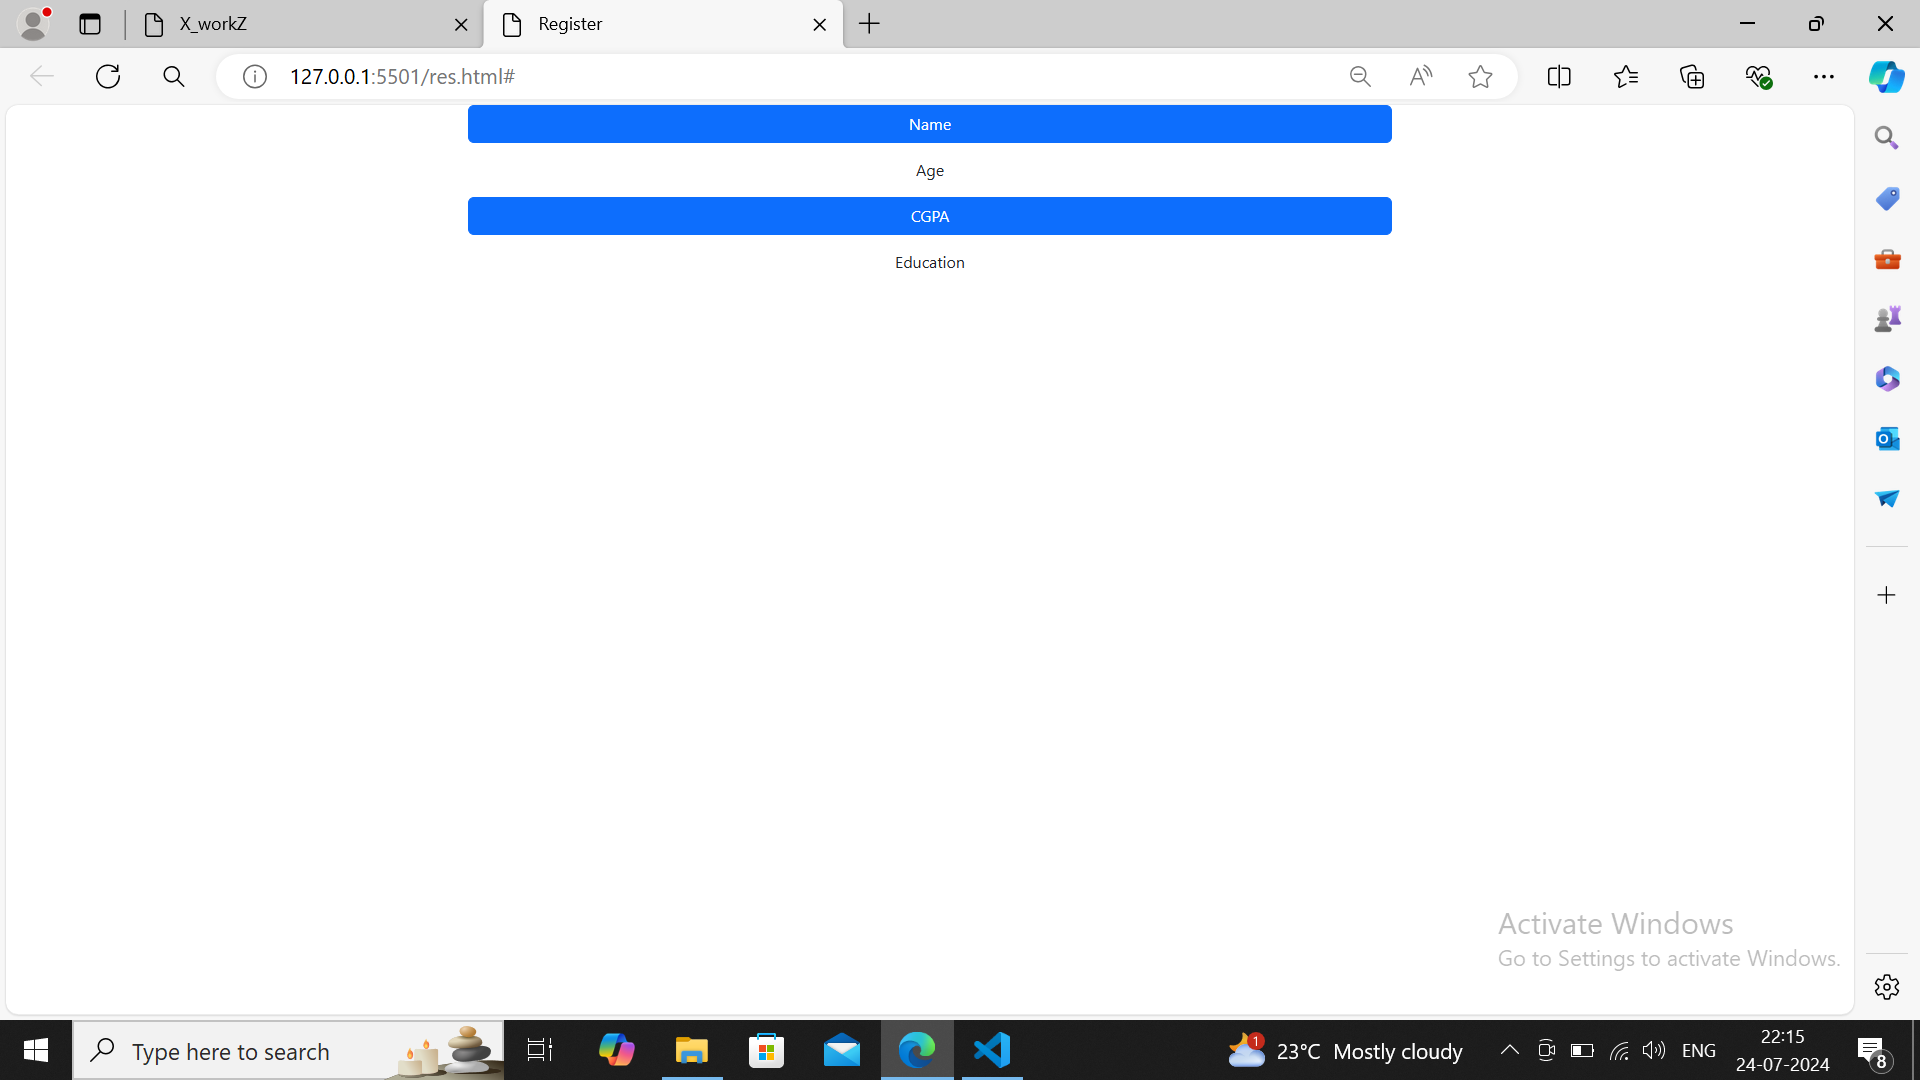 X_workZ
Register
127.0.0.1:5501/res.html#
Name
Age
CGPA
Education
Activate Windows
Go to Settings to activate Windows.
Type here to search
1
23°C Mostly cloudy
ENG
22:15
24-07-2024
8